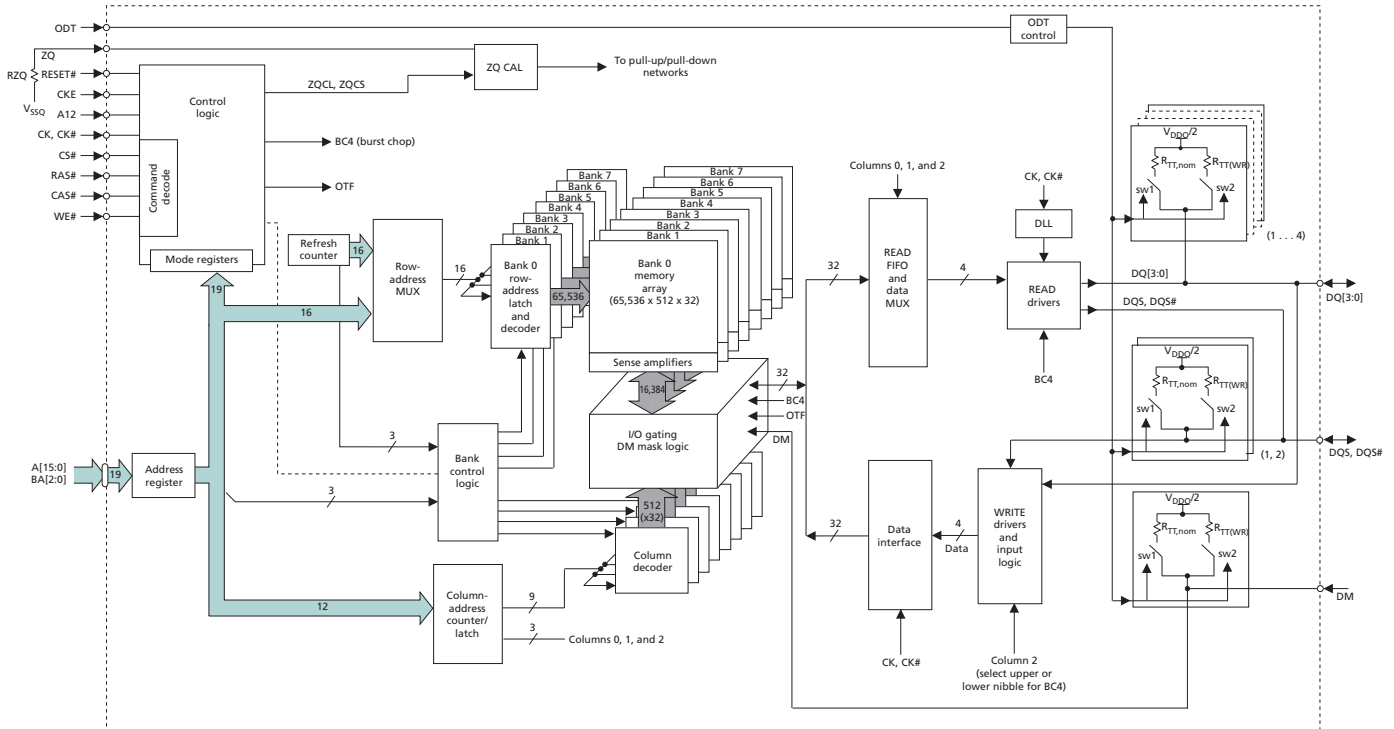 ODT
ODT
control
ZQ
RZQ
RESET#
ZQ CAL
To pull-up/pull-down
networks
ZQCL, ZQCS
CKE
VSSQ
A12
Control
logic
CK, CK#
BC4 (burst chop)
CS#
RAS#
OTF
CAS#
WE#
Command
decode
Mode registers
Refresh
counter
16
Row-
address
MUX
16
19
16
Bank 7
Bank 6
Bank 5
Bank 4
Bank 3
Bank 2
Bank 1
Bank 0
row-
address
latch
and
decoder
65,536
Bank 7
Bank 6
Bank 5
Bank 4
Bank 3
Bank 2
Bank 1
Bank 0
memory
array
(65,536 x 512 x 32)
Sense amplifiers
16,384
32
BC4
OTF
DM
I/O gating
DM mask logic
Columns 0, 1, and 2
32
READ
FIFO
and
data
MUX
4
CK, CK#
DLL
READ
drivers
BC4
DQ[3:0]
DQS, DQS#
VDDQ/2
RTT,nom
RTT(WR)
sw1
sw2
(1 . . . 4)
DQ[3:0]
VDDQ/2
RTT,nom
RTT(WR)
sw1
sw2
(1, 2)
DQS, DQS#
VDDQ/2
RTT,nom
RTT(WR)
sw1
sw2
DM
A[15:0]
BA[2:0]
19
Address
register
3
3
Bank
control
logic
512
(x32)
Column
decoder
12
Column-
address
counter/
latch
9
3
Columns 0, 1, and 2
32
Data
interface
4
Data
WRITE
drivers
and
input
logic
CK, CK#
Column 2
(select upper or
lower nibble for BC4)